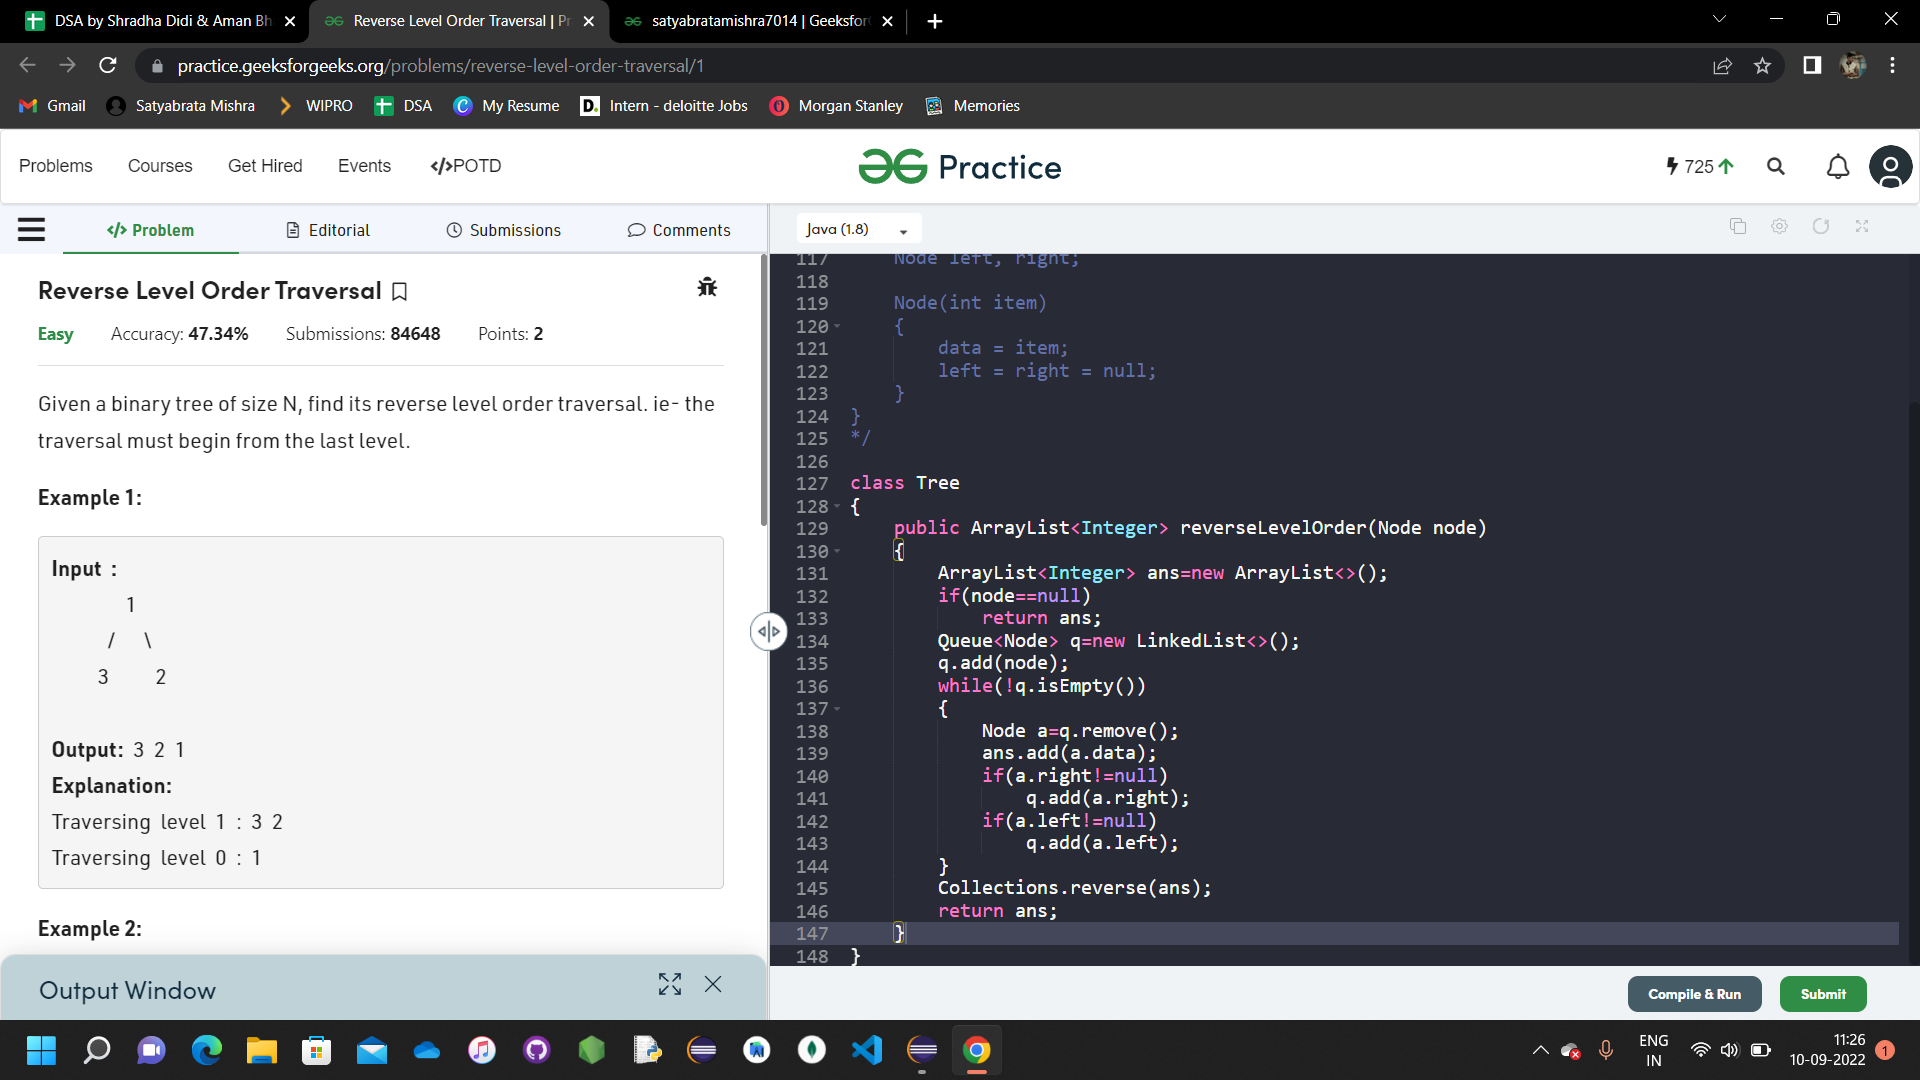 DSA by Shradha Didi & Aman Bh
Reverse Level Order Traversal | Pr
satyabratamishra7014 | Geeksfor
practice.geeksforgeeks.org/problems/reverse-level-order-traversal/1
Gmail
Satyabrata Mishra
WIPRO
DSA
My Resume
D.
Intern - deloitte Jobs
Morgan Stanley
Memories
Problems
Courses
Get Hired
Events
</>POTD
Practice
725
</> Problem
Editorial
Submissions
Comments
Java (1.8)
Reverse Level Order Traversal
Easy Accuracy: 47.34% Submissions: 84648 Points: 2
Given a binary tree of size N, find its reverse level order traversal. ie- the
traversal must begin from the last level.
Example 1:
Input :
1
/ \
3 2
Output: 3 2 1
Explanation:
Traversing level 1 : 3 2
Traversing level 0 : 1
Example 2:
Output Window
117 Node left, right;
118
119 Node(int item)
120 {
121 data = item;
122 left = right = null;
123 }
124 }
125 */
126
127 class Tree
128 {
129 public ArrayList<Integer> reverseLevelOrder(Node node)
130 {
131 ArrayList<Integer> ans=new ArrayList<>();
132 if(node==null)
133 return ans;
134 Queue<Node> q=new LinkedList<>();
135 q.add(node);
136 while(!q.isEmpty())
137 {
138 Node a=q.remove();
139 ans.add(a.data);
140 if(a.right!=null)
141 q.add(a.right);
142 if(a.left!=null)
143 q.add(a.left);
144 }
145 Collections.reverse(ans);
146 return ans;
147 }
148 }
Compile & Run
Submit
ENG
IN
11:26
10-09-2022
1